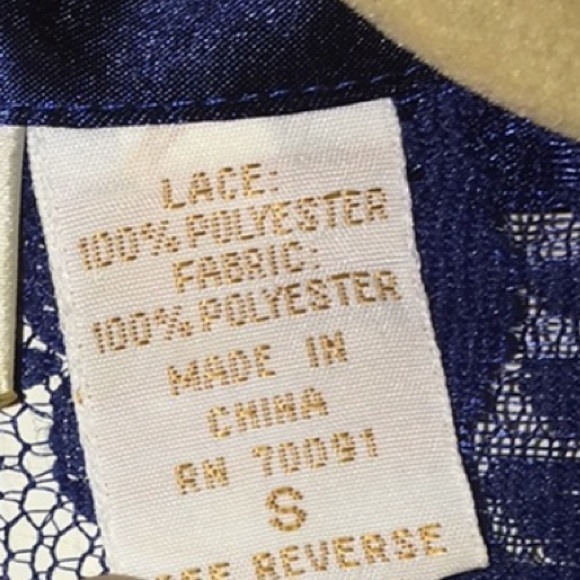 LACE:
100% POLYESTER
FABRIC:
100% POLYESTER
MADE IN
CHINA
RN 70091
S
SEE REVERSE